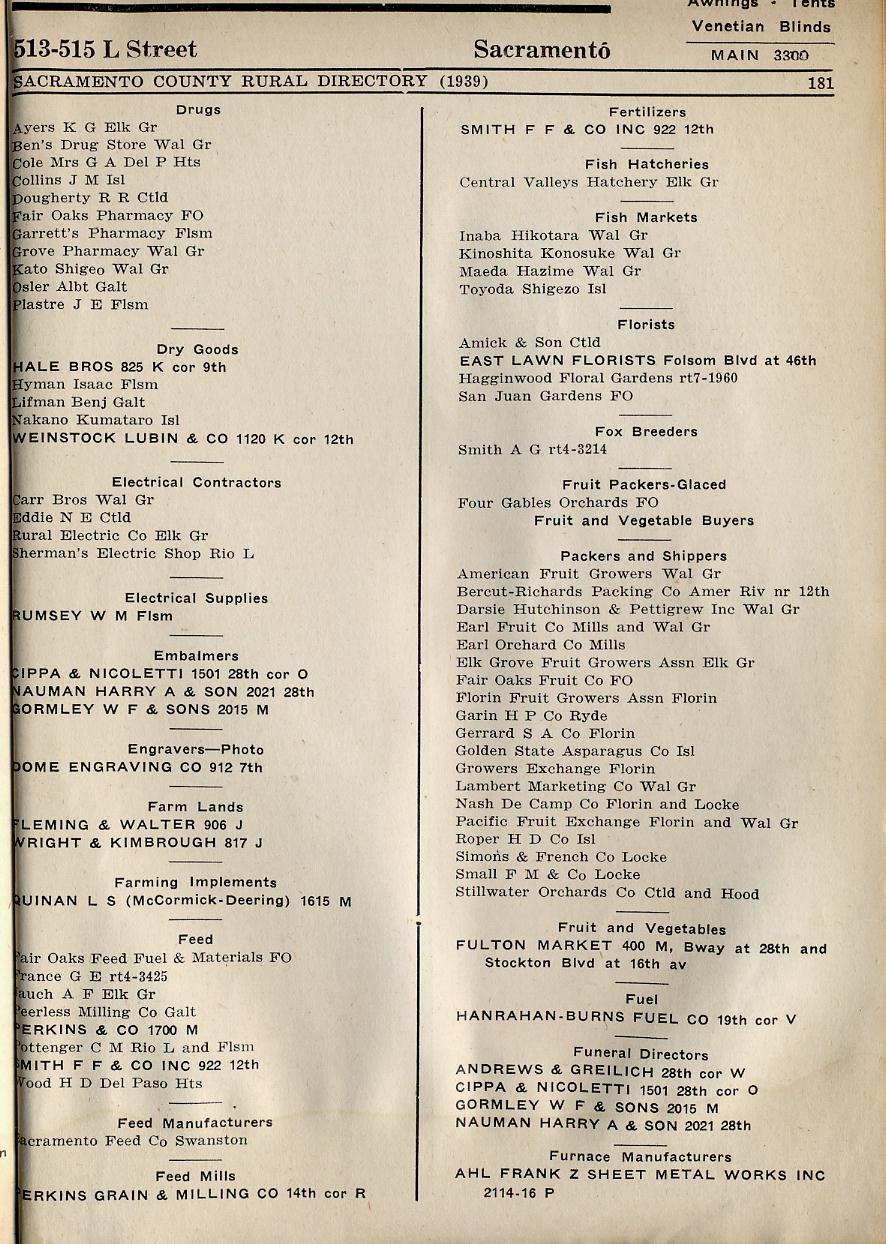 Awnings - Tents
Venetian Blinds
513-515 L Street Sacramento MAIN 3300
SACRAMENTO COUNTY RURAL DIRECTORY (1939) 181
Drugs
Ayers K G Elk Gr
Ben's Drug Store Wal Gr
Cole Mrs G A Del P Hts
Collins J M Isl
Dougherty R R Ctld
Fair Oaks Pharmacy FO
Garrett's Pharmacy Flsm
Grove Pharmacy Wal Gr
Kato Shigeo Wal Gr
Osler Albt Galt
Plastre J E Flsm
Dry Goods
HALE BROS 825 K cor 9th
Hyman Isaac Flsm
Lifman Benj Galt
Nakano Kumataro Isl
WEINSTOCK LUBIN & CO 1120 K cor 12th
Electrical Contractors
Carr Bros Wal Gr
Eddie N E Ctld
Rural Electric Co Elk Gr
Sherman's Electric Shop Rio L
Electrical Supplies
RUMSEY W M Flsm
Embalmers
CIPPA & NICOLETTI 1501 28th cor O
NAUMAN HARRY A & SON 2021 28th
GORMLEY W F & SONS 2015 M
Engravers—Photo
DOME ENGRAVING CO 912 7th
Farm Lands
FLEMING & WALTER 906 J
WRIGHT & KIMBROUGH 817 J
Farming Implements
QUINAN L S (McCormick-Deering) 1615 M
Feed
Fair Oaks Feed Fuel & Materials FO
France G E rt4-3425
A F Elk Gr
Peerless Milling Co Galt
PERKINS & CO 1700 M
Pottenger C M Rio L and Flsm
SMITH F F & CO INC 922 12th
Wood H D Del Paso Hts
Feed Manufacturers
Sacramento Feed Co Swanston
Feed Mills
PERKINS GRAIN & MILLING CO 14th cor R
Fertilizers
SMITH F F & CO INC 922 12th
Fish Hatcheries
Central Valleys Hatchery Elk Gr
Fish Markets
Inaba Hikotara Wal Gr
Kinoshita Konosuke Wal Gr
Maeda Hazime Wal Gr
Toyoda Shigezo Isl
Florists
Amick & Son Ctld
EAST LAWN FLORISTS Folsom Blvd at 46th
Hagginwood Floral Gardens rt7-1960
San Juan Gardens FO
Fox Breeders
Smith A G rt4-3214
Fruit Packers-Glaced
Four Gables Orchards FO
Fruit and Vegetable Buyers
Packers and Shippers
American Fruit Growers Wal Gr
Bercut-Richards Packing Co Amer Riv nr 12th
Darsie Hutchinson & Pettigrew Inc Wal Gr
Earl Fruit Co Mills and Wal Gr
Earl Orchard Co Mills
Elk Grove Fruit Growers Assn Elk Gr
Fair Oaks Fruit Co FO
Florin Fruit Growers Assn Florin
Garin H P Co Ryde
Gerrard S A Co Florin
Golden State Asparagus Co Isl
Growers Exchange Florin
Lambert Marketing Co Wal Gr
Nash De Camp Co Florin and Locke
Pacific Fruit Exchange Florin and Wal Gr
Roper H D Co Isl
Simons & French Co Locke
Small F M & Co Locke
Stillwater Orchards Co Ctld and Hood
Fruit and Vegetables
FULTON MARKET 400 M, Bway at 28th and
Stockton Blvd at 16th av
Fuel
HANRAHAN-BURNS FUEL CO 19th cor V
Funeral Directors
ANDREWS & GREILICH 28th cor W
CIPPA & NICOLETTI 1501 28th cor O
GORMLEY W F & SONS 2015 M
NAUMAN HARRY A & SON 2021 28th
Furnace Manufacturers
AHL FRANK Z SHEET METAL WORKS INC
2114-16 P